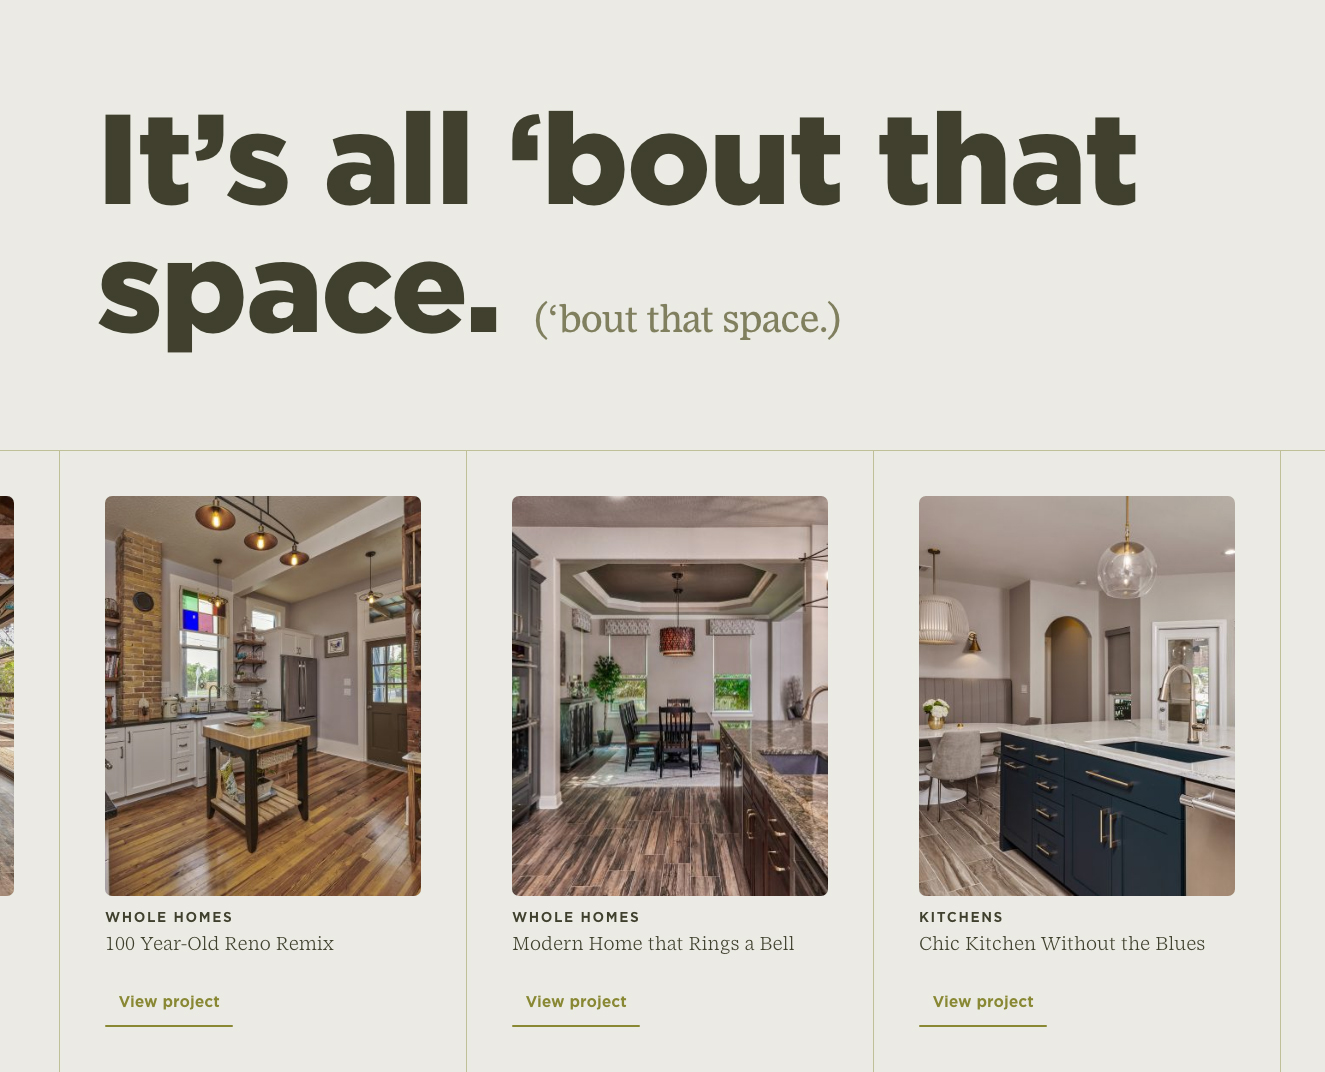 It’s all ‘bout that
space. (‘bout that space.)
WHOLE HOMES
100 Year-Old Reno Remix
View project
WHOLE HOMES
Modern Home that Rings a Bell
View project
KITCHENS
Chic Kitchen Without the Blues
View project